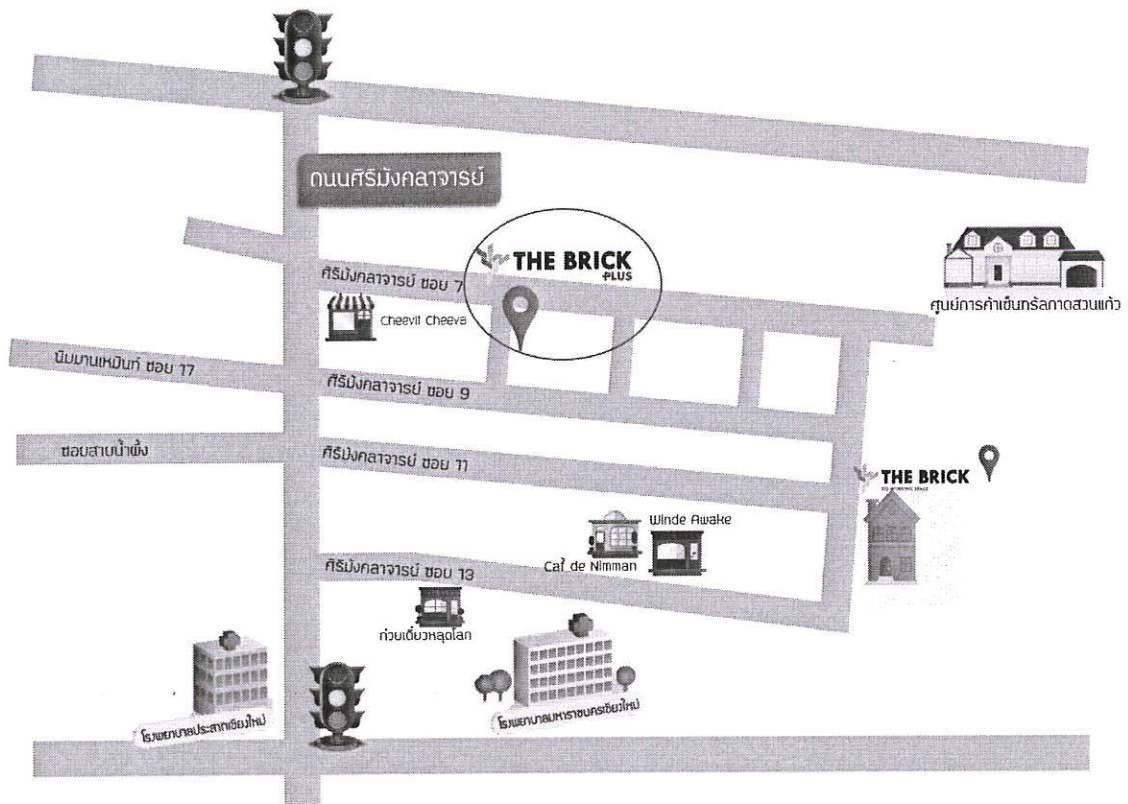 ถนนศิริมังคลาจารย์
THE BRICK
PLUS
ศิริมังคลาจารย์ ซอย 7
Cheevit Cheeva
ศูนย์การค้าเซ็นทรัลกาดสวนแก้ว
นิมมานเหมินท์ ซอย 17
ศิริมังคลาจารย์ ซอย 9
ซอยสายน้ำผึ้ง
ศิริมังคลาจารย์ ซอย 11
THE BRICK
Winde Awake
Caf de Nimman
ศิริมังคลาจารย์ ซอย 13
ก๋วยเตี๋ยวหลุดโลก
โรงพยาบาลประสาทเชียงใหม่
โรงพยาบาลมหาราชนครเชียงใหม่